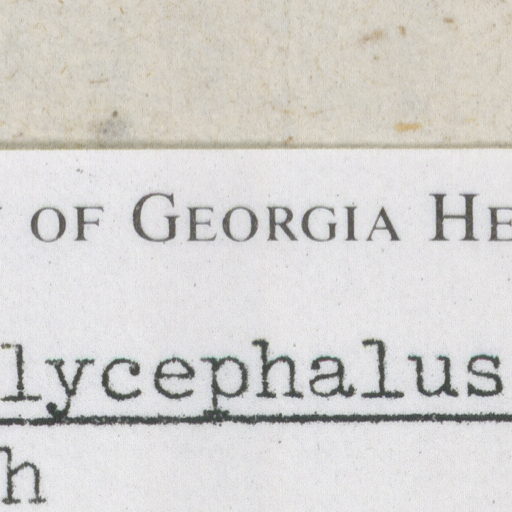 OF GEORGIA HE
lycephalus
h